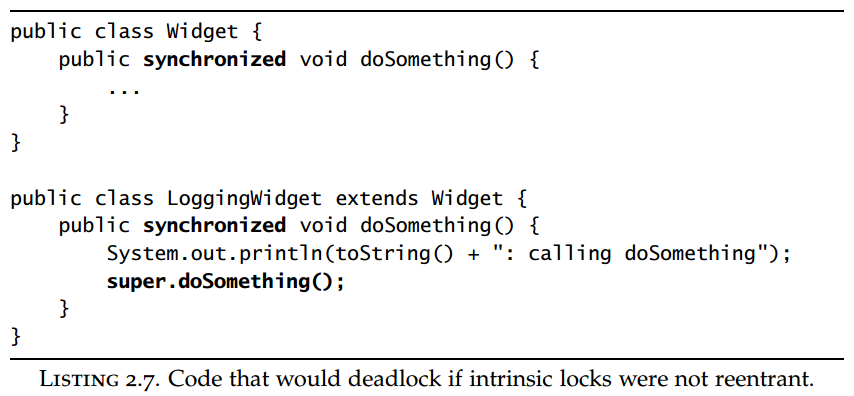 public class Widget {
    public synchronized void doSomething() {
        ...
    }
}

public class LoggingWidget extends Widget {
    public synchronized void doSomething() {
        System.out.println(toString() + ": calling doSomething");
        super.doSomething();
    }
}
LISTING 2.7. Code that would deadlock if intrinsic locks were not reentrant.